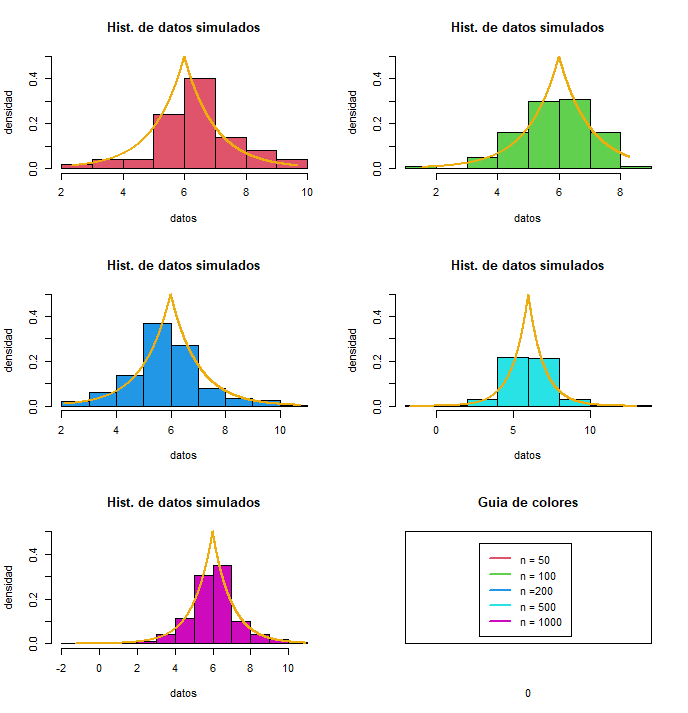 Hist. de datos simulados
densidad
0.0 0.2 0.4
2 4 6 8 10
datos
Hist. de datos simulados
densidad
0.0 0.2 0.4
2 4 6 8
datos
Hist. de datos simulados
densidad
0.0 0.2 0.4
2 4 6 8 10
datos
Hist. de datos simulados
densidad
0.0 0.2 0.4
0 5 10
datos
Hist. de datos simulados
densidad
0.0 0.2 0.4
-2 0 2 4 6 8 10
datos
Guia de colores
n = 50
n = 100
n =200
n = 500
n = 1000
0